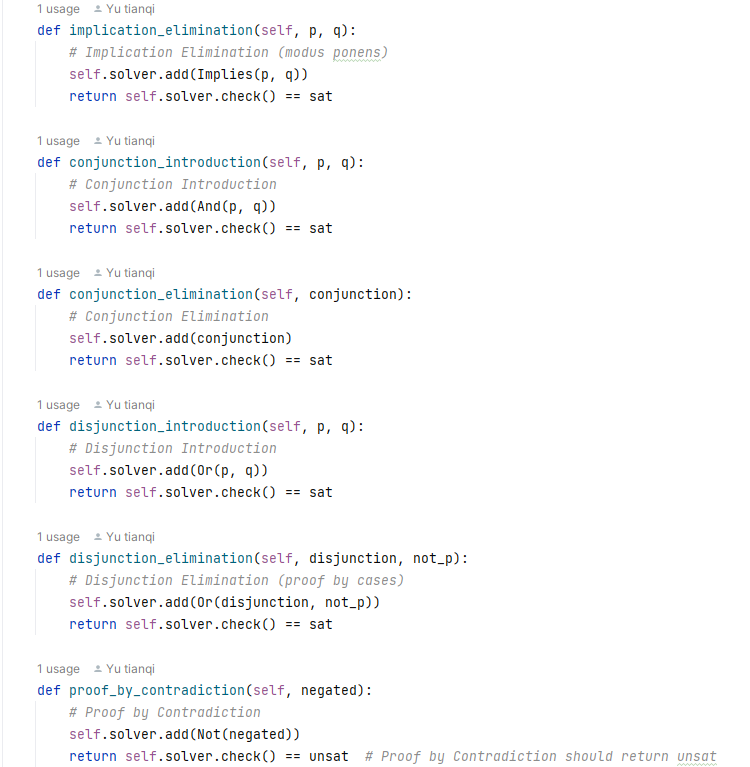 1 usage Yu tianqi
def implication_elimination(self, p, q):
# Implication Elimination (modus ponens)
self.solver.add(Implies(p, q))
return self.solver.check() == sat
1 usage Yu tianqi
def conjunction_introduction(self, p, q):
# Conjunction Introduction
self.solver.add(And(p, q))
return self.solver.check() == sat
1 usage Yu tianqi
def conjunction_elimination(self, conjunction):
# Conjunction Elimination
self.solver.add(conjunction)
return self.solver.check() == sat
1 usage Yu tianqi
def disjunction_introduction(self, p, q):
# Disjunction Introduction
self.solver.add(Or(p, q))
return self.solver.check() == sat
1 usage Yu tianqi
def disjunction_elimination(self, disjunction, not_p):
# Disjunction Elimination (proof by cases)
self.solver.add(Or(disjunction, not_p))
return self.solver.check() == sat
1 usage Yu tianqi
def proof_by_contradiction(self, negated):
# Proof by Contradiction
self.solver.add(Not(negated))
return self.solver.check() == unsat  # Proof by Contradiction should return unsat